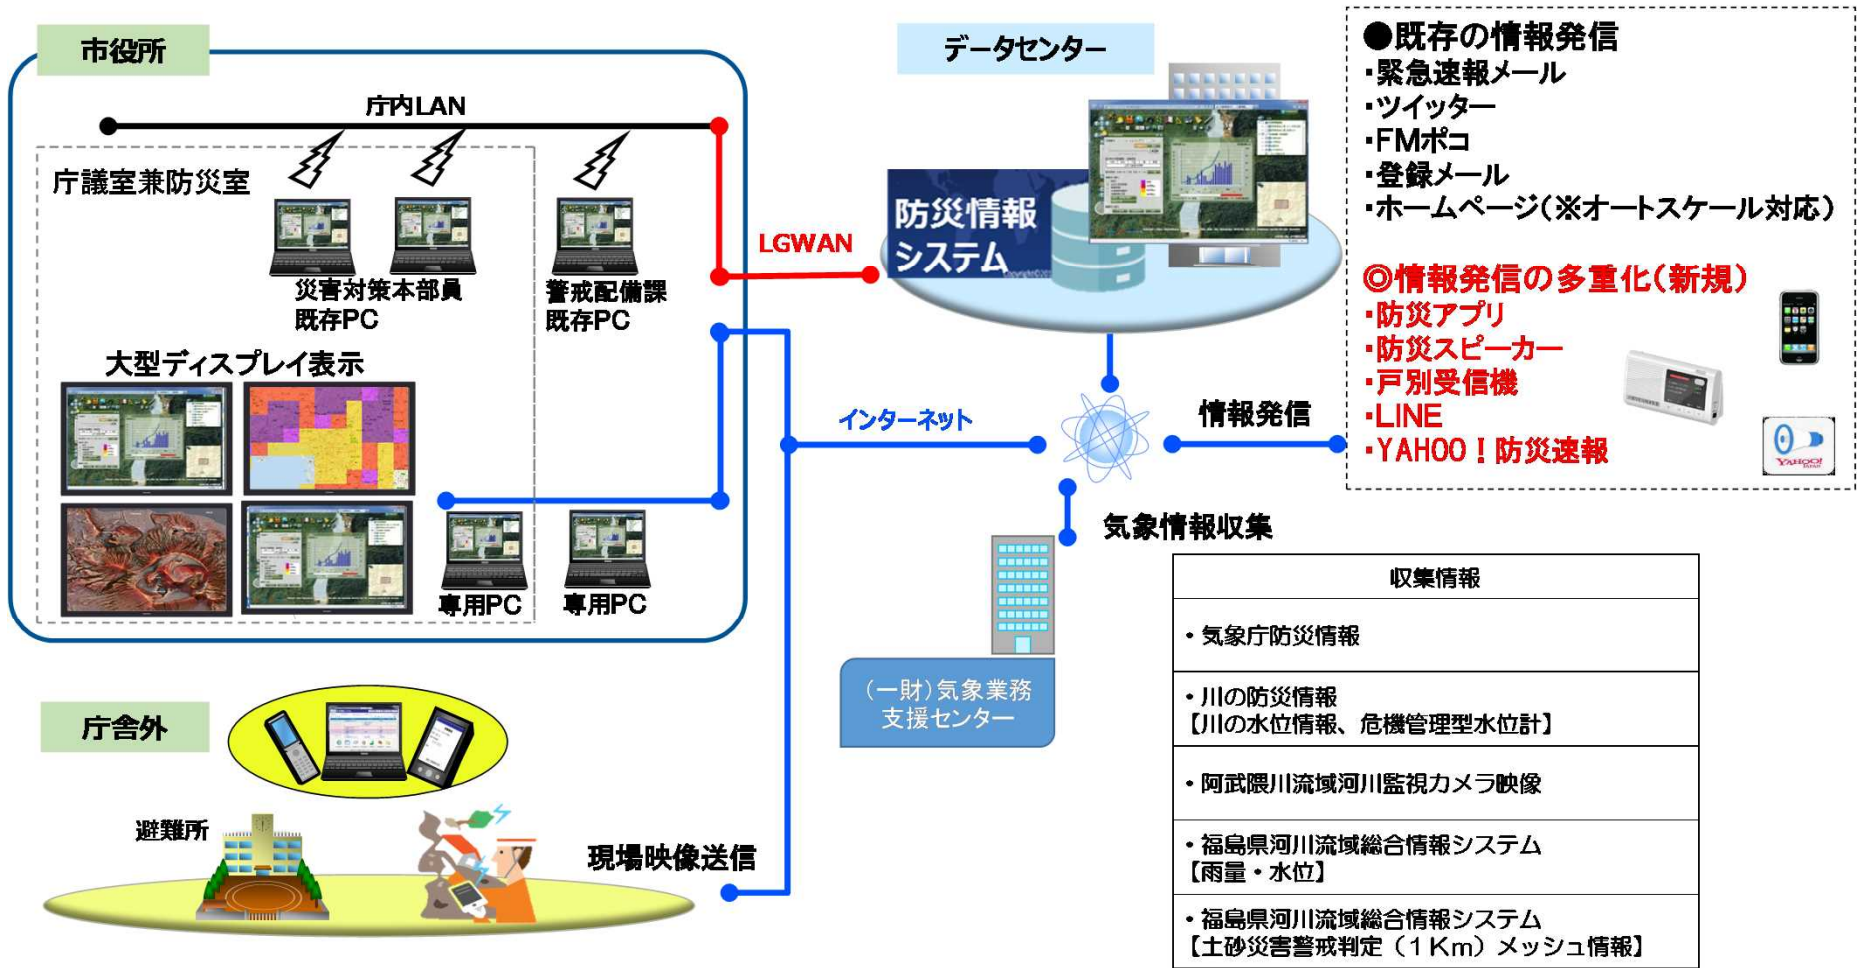 市役所
庁内LAN
庁議室兼防災室
災害対策本部員
既存PC
警戒配備課
既存PC
大型ディスプレイ表示
専用PC
専用PC
LGWAN
データセンター
防災情報
システム
インターネット
情報発信
気象情報収集
(一財)気象業務
支援センター
●既存の情報発信
・緊急速報メール
・ツイッター
・FMポコ
・登録メール
・ホームページ(※オートスケール対応)
◎情報発信の多重化(新規)
・防災アプリ
・防災スピーカー
・戸別受信機
・LINE
・YAHOO！防災速報
YAHOO!
JAPAN
収集情報
・気象庁防災情報
・川の防災情報
【川の水位情報、危機管理型水位計】
・阿武隈川流域河川監視カメラ映像
・福島県河川流域総合情報システム
【雨量・水位】
・福島県河川流域総合情報システム
【土砂災害警戒判定（１Ｋｍ）メッシュ情報】
庁舎外
避難所
現場映像送信